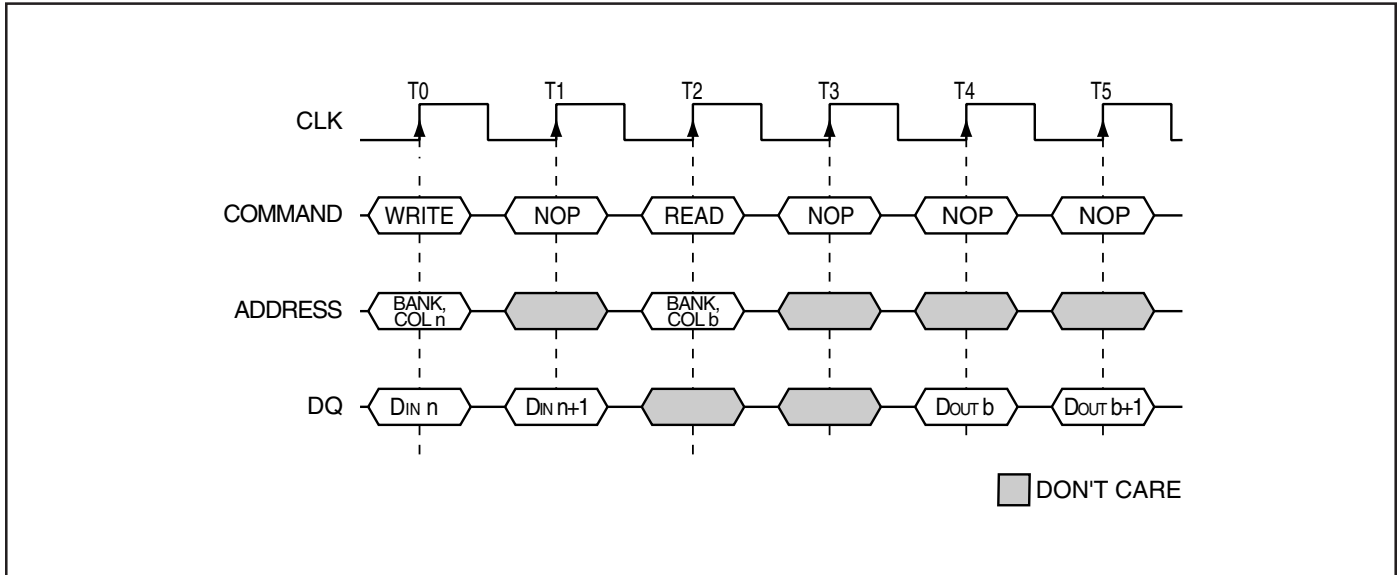 T0 T1 T2 T3 T4 T5
CLK
COMMAND WRITE NOP READ NOP NOP NOP
ADDRESS BANK, COL n BANK, COL b
DQ DIN n DIN n+1 DOUT b DOUT b+1
DON'T CARE